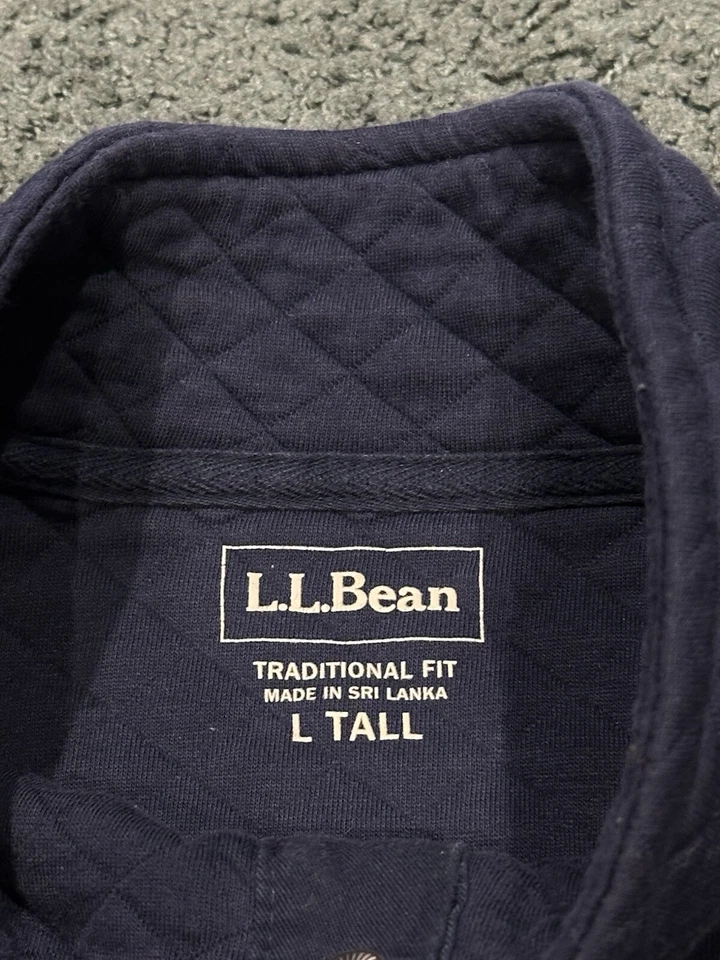 L.L.Bean
TRADITIONAL FIT
MADE IN SRI LANKA
L TALL